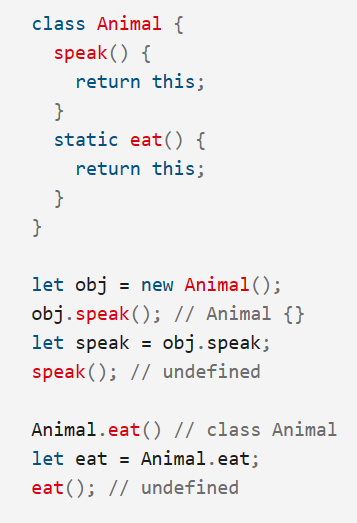 class Animal {
  speak() {
    return this;
  }
  static eat() {
    return this;
  }
}

let obj = new Animal();
obj.speak(); // Animal {}
let speak = obj.speak;
speak(); // undefined

Animal.eat() // class Animal
let eat = Animal.eat;
eat(); // undefined